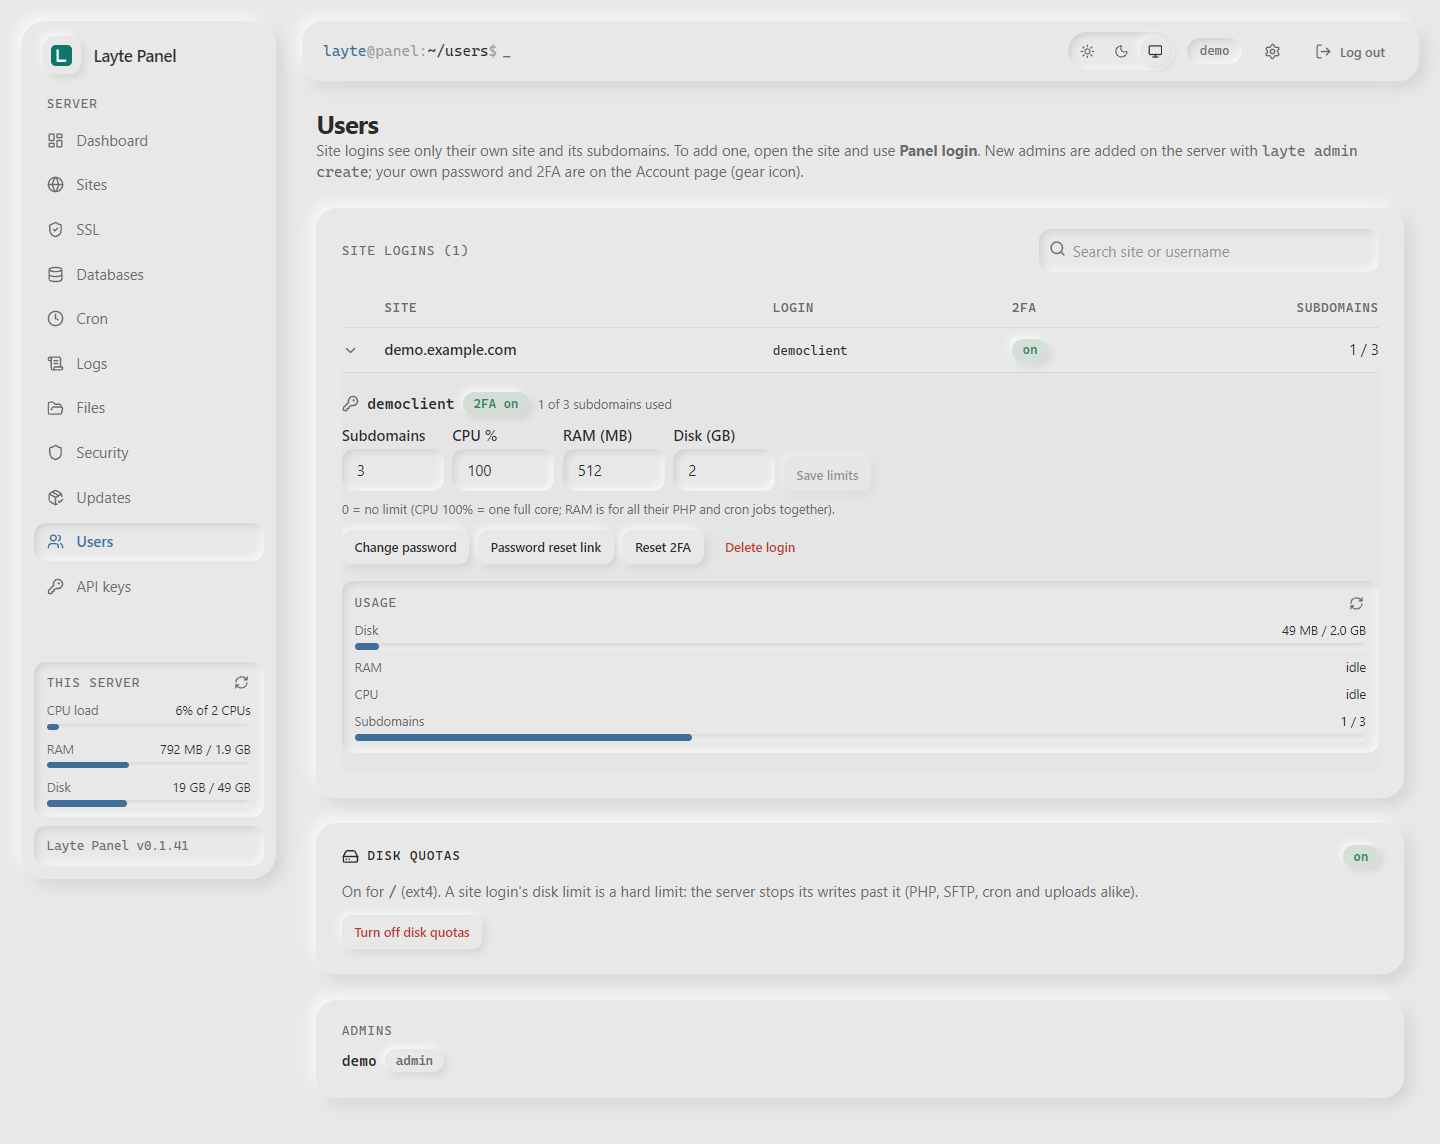 Layte Panel
SERVER
Dashboard
Sites
SSL
Databases
Cron
Logs
Files
Security
Updates
Users
API keys
THIS SERVER
CPU load 6% of 2 CPUs
RAM 792 MB / 1.9 GB
Disk 19 GB / 49 GB
Layte Panel v0.1.41
layte@panel:~/users$ _
demo
Log out
Users
Site logins see only their own site and its subdomains. To add one, open the site and use Panel login. New admins are added on the server with layte admin
create; your own password and 2FA are on the Account page (gear icon).
SITE LOGINS (1)
Search site or username
SITE LOGIN 2FA SUBDOMAINS
demo.example.com democlient on 1 / 3
democlient 2FA on 1 of 3 subdomains used
Subdomains CPU % RAM (MB) Disk (GB)
3 100 512 2 Save limits
0 = no limit (CPU 100% = one full core; RAM is for all their PHP and cron jobs together).
Change password Password reset link Reset 2FA Delete login
USAGE
Disk 49 MB / 2.0 GB
RAM idle
CPU idle
Subdomains 1 / 3
DISK QUOTAS on
On for / (ext4). A site login's disk limit is a hard limit: the server stops its writes past it (PHP, SFTP, cron and uploads alike).
Turn off disk quotas
ADMINS
demo admin